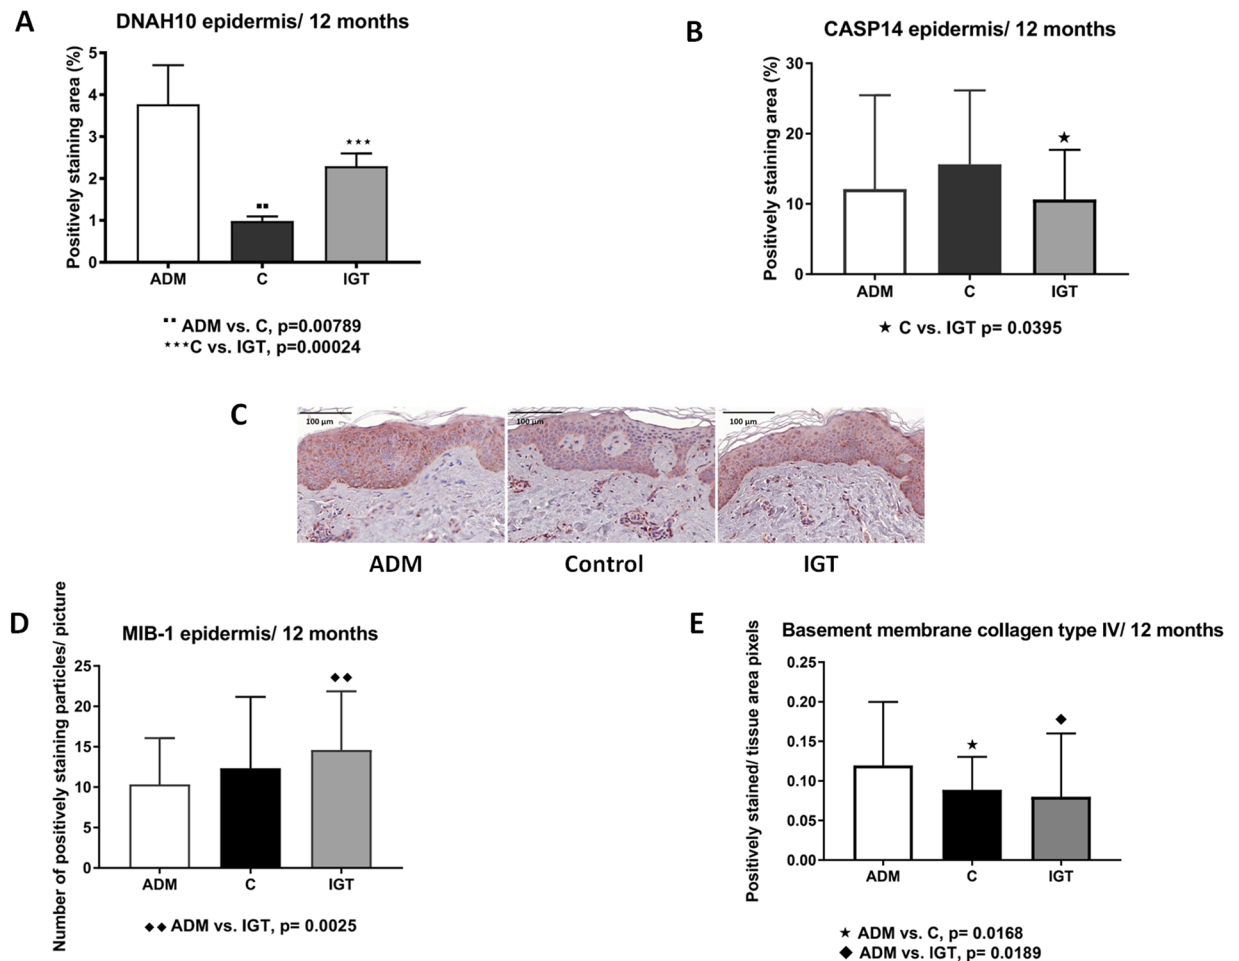 A
DNAH10 epidermis/ 12 months
Positively staining area (%)
5
4
3
2
1
0
ADM
C
IGT
▪▪
★★★
▪▪ ADM vs. C, p=0.00789
★★★C vs. IGT, p=0.00024
B
CASP14 epidermis/ 12 months
Positively staining area (%)
30
20
10
0
★
ADM
C
IGT
★ C vs. IGT p= 0.0395
C
100 µm
100 µm
100 µm
ADM
Control
IGT
D
MIB-1 epidermis/ 12 months
Number of positively staining particles/ picture
25
20
15
10
5
0
◆◆
ADM
C
IGT
◆◆ ADM vs. IGT, p= 0.0025
E
Basement membrane collagen type IV/ 12 months
Positively stained/ tissue area pixels
0.25
0.20
0.15
0.10
0.05
0.00
★
◆
ADM
C
IGT
★ ADM vs. C, p= 0.0168
◆ ADM vs. IGT, p= 0.0189